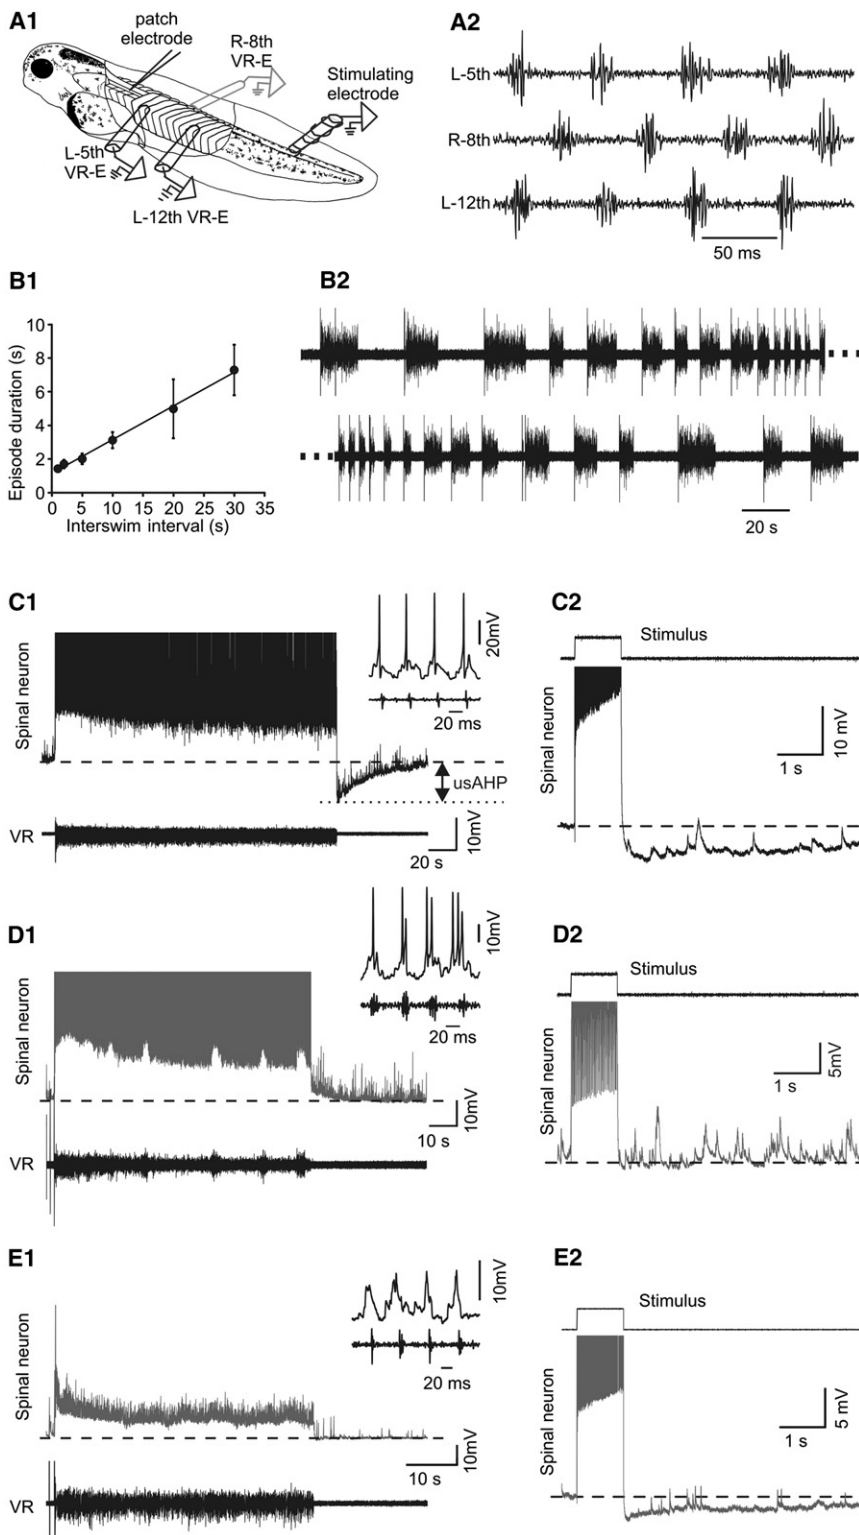 A1
patch
electrode
R-8th
VR-E
Stimulating
electrode
L-5th
VR-E
L-12th VR-E
A2
L-5th
R-8th
L-12th
50 ms
B1
Episode duration (s)
10
8
6
4
2
0
0 5 10 15 20 25 30 35
Interswim interval (s)
B2
20 s
C1
Spinal neuron
20mV
20 ms
usAHP
VR
20 s
10mV
C2
Stimulus
Spinal neuron
1 s
10 mV
D1
Spinal neuron
10mV
20 ms
10 s
10mV
VR
D2
Stimulus
Spinal neuron
1 s
5mV
E1
Spinal neuron
10mV
20 ms
10 s
10mV
VR
E2
Stimulus
Spinal neuron
1 s
5 mV